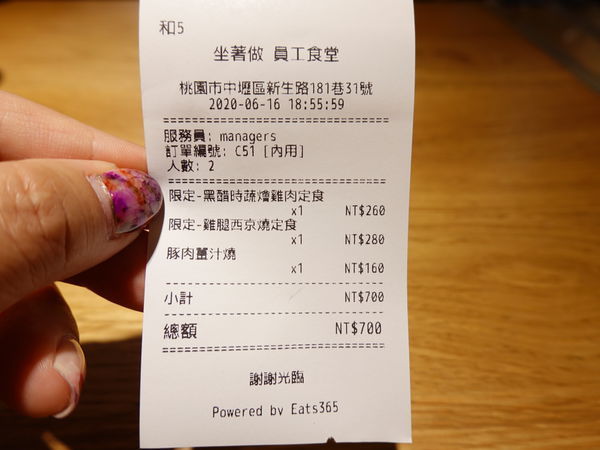 和5
坐著做 員工食堂
桃園市中壢區新生路181巷31號
2020-06-16 18:55:59
服務員: managers
訂單編號: C51 [內用]
人數: 2
限定-黑醋時蔬燴雞肉定食
x1 NT$260
限定-雞腿西京燒定食
x1 NT$280
豚肉薑汁燒
x1 NT$160
小計 NT$700
總額 NT$700
謝謝光臨
Powered by Eats365